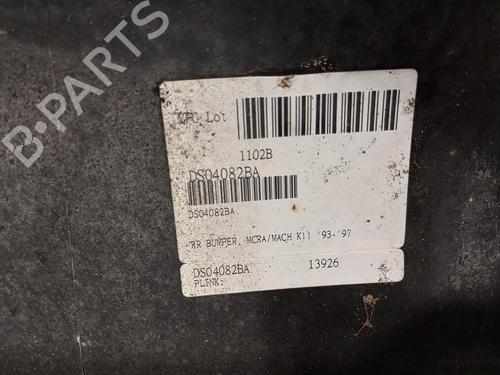 MFG Lot
1102B
DS04082BA
DS04082BA
RR BUMPER, MCRA/MACH K11 '93-'97
DS04082BA 13926
PLINK:
B-PARTS